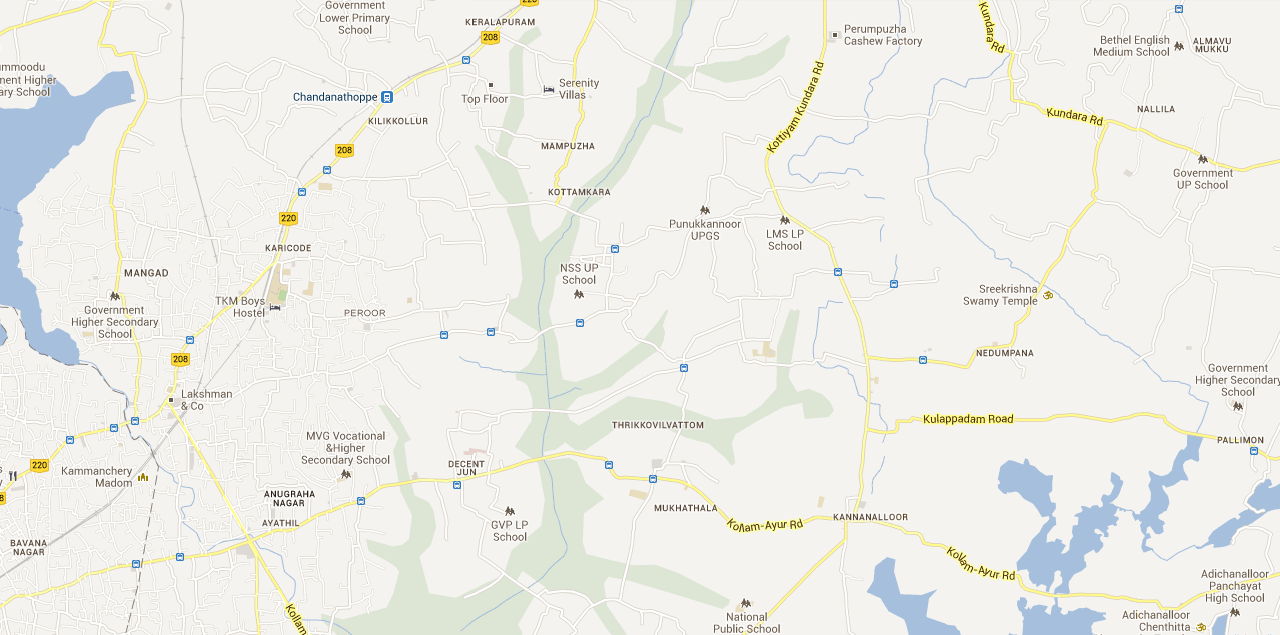 Government
Lower Primary
School
KERALAPURAM
220
208
Perumpuzha
Cashew Factory
Kundara Rd
Bethel English
Medium School
ALMAVU
MUKKU
ary School
Chandanathoppe
Top Floor
Serenity
Villas
KILIKKOLLUR
Kottiyam Kundara Rd
Kundara Rd
NALLILA
208
MAMPUZHA
Government
UP School
KOTTAMKARA
220
Punukkannoor
UPGS
LMS LP
School
KARICODE
MANGAD
NSS UP
School
Sreekrishna
Swamy Temple
TKM Boys
Hostel
Government
Higher Secondary
School
PEROOR
208
NEDUMPANA
Government
Higher Secondary
School
Lakshman
& Co
Kulappadam Road
THRIKKOVILVATTOM
MVG Vocational
&Higher
Secondary School
PALLIMON
220
DECENT
JUN
Kammanchery
Madom
ANUGRAHA
NAGAR
MUKHATHALA
KANNANALLOOR
AYATHIL
GVP LP
School
Kollam-Ayur Rd
BAVANA
NAGAR
Kollam-Ayur Rd
Adichanalloor
Panchayat
High School
Kollam
National
Public School
Adichanalloor
Chenthitta